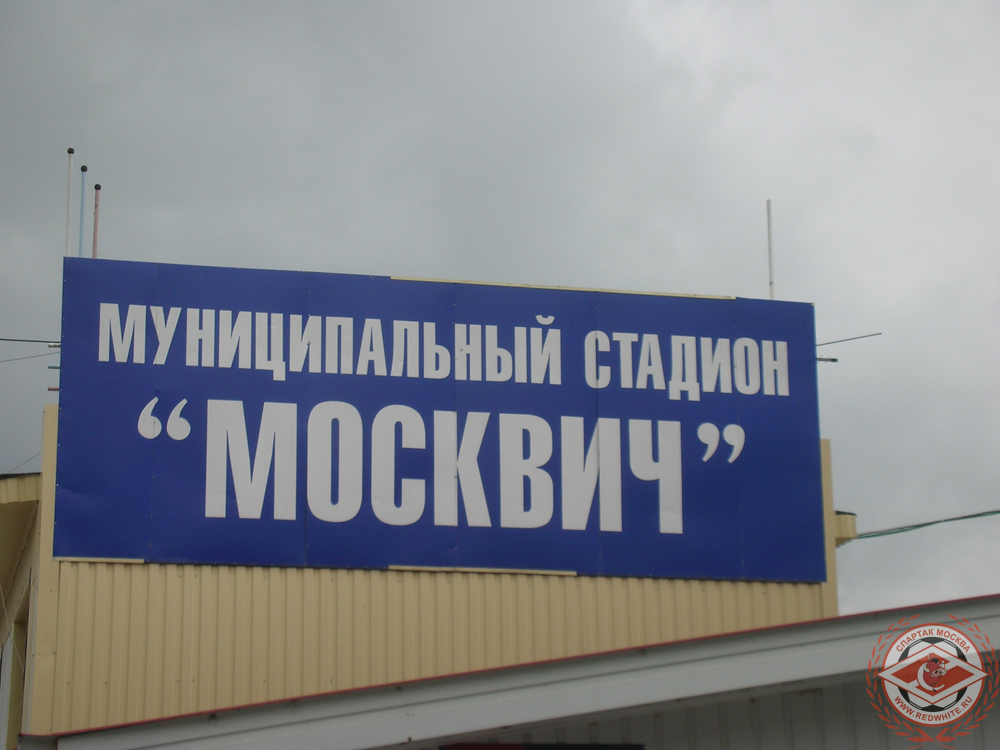 МУНИЦИПАЛЬНЫЙ СТАДИОН
“МОСКВИЧ”
СПАРТАК МОСКВА
WWW.REDWHITE.RU